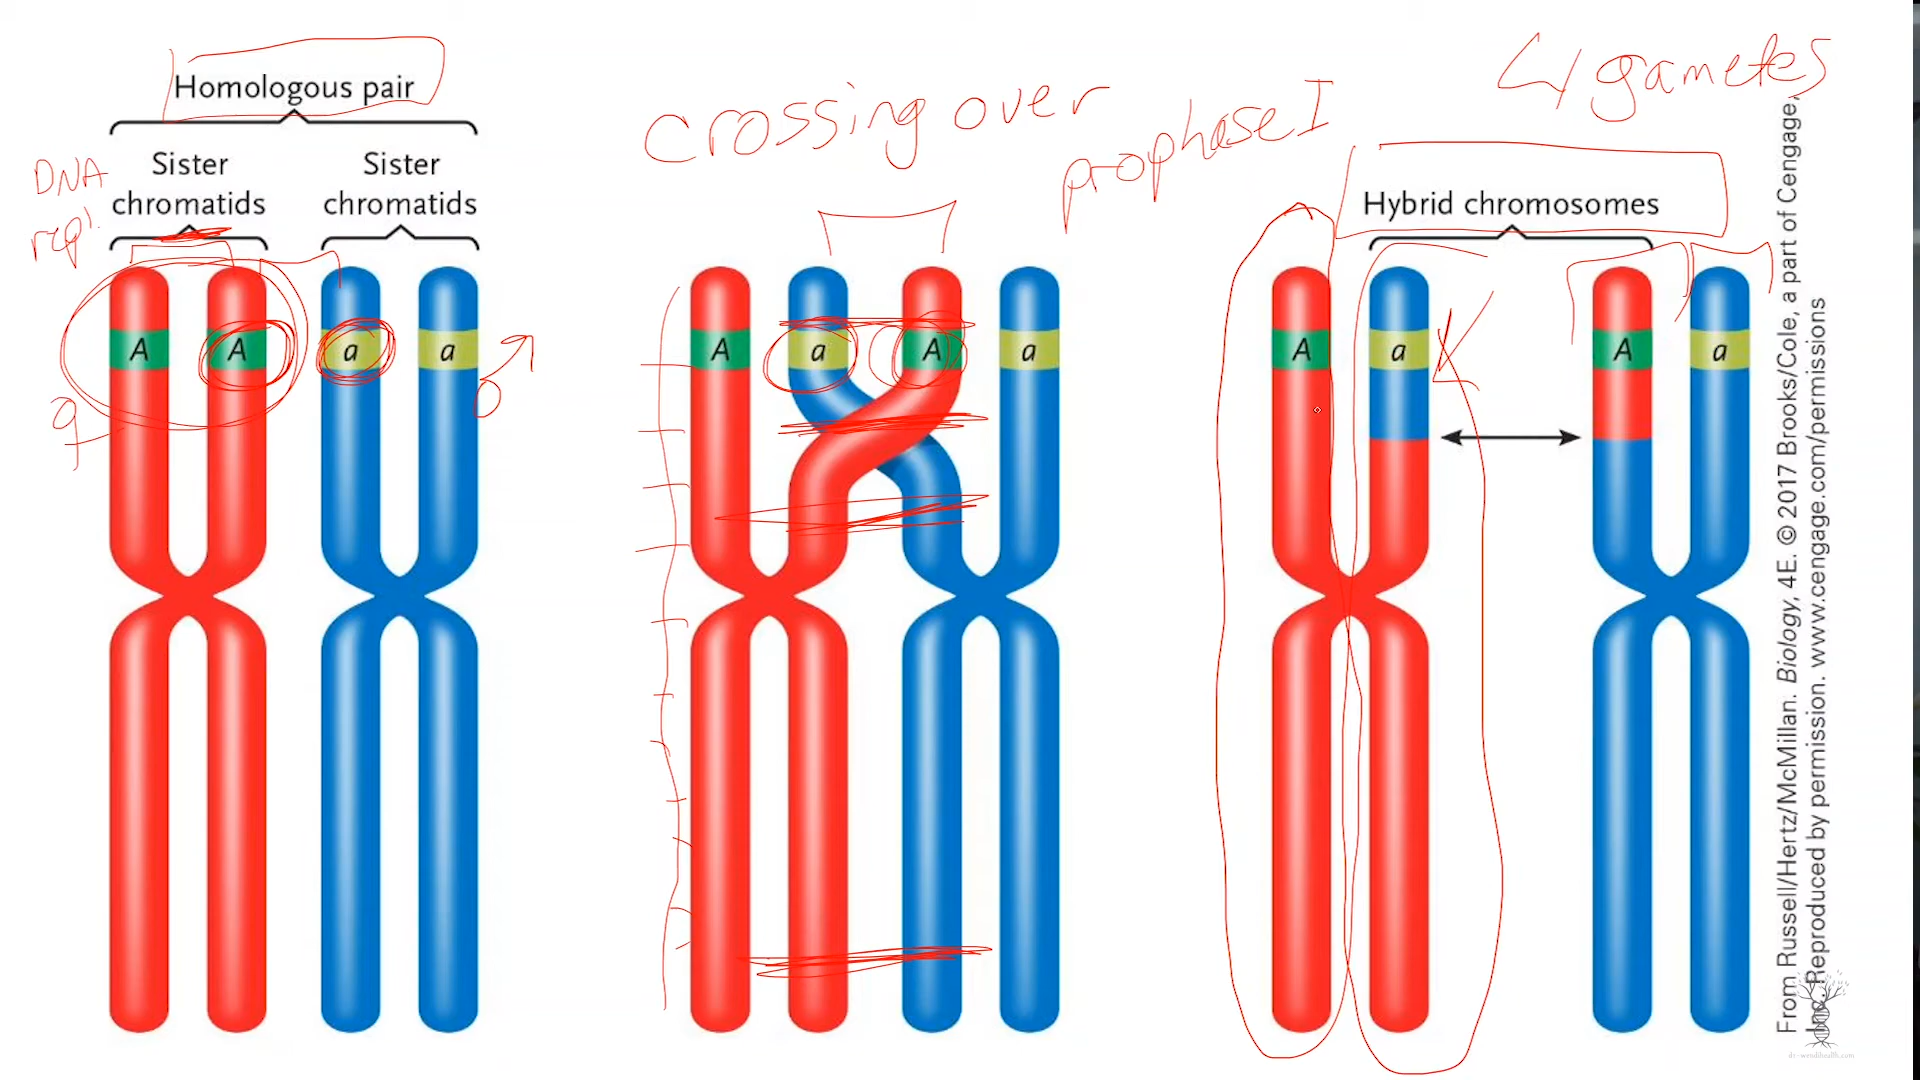 Homologous pair
Sister chromatids
Sister chromatids
DNA
repl
A
A
a
a
crossing over
prophase I
A
a
A
a
4 gametes
Hybrid chromosomes
A
a
A
a
From Russell/Hertz/McMillan. Biology, 4E. © 2017 Brooks/Cole, a part of Cengage,
Inc. Reproduced by permission. www.cengage.com/permissions